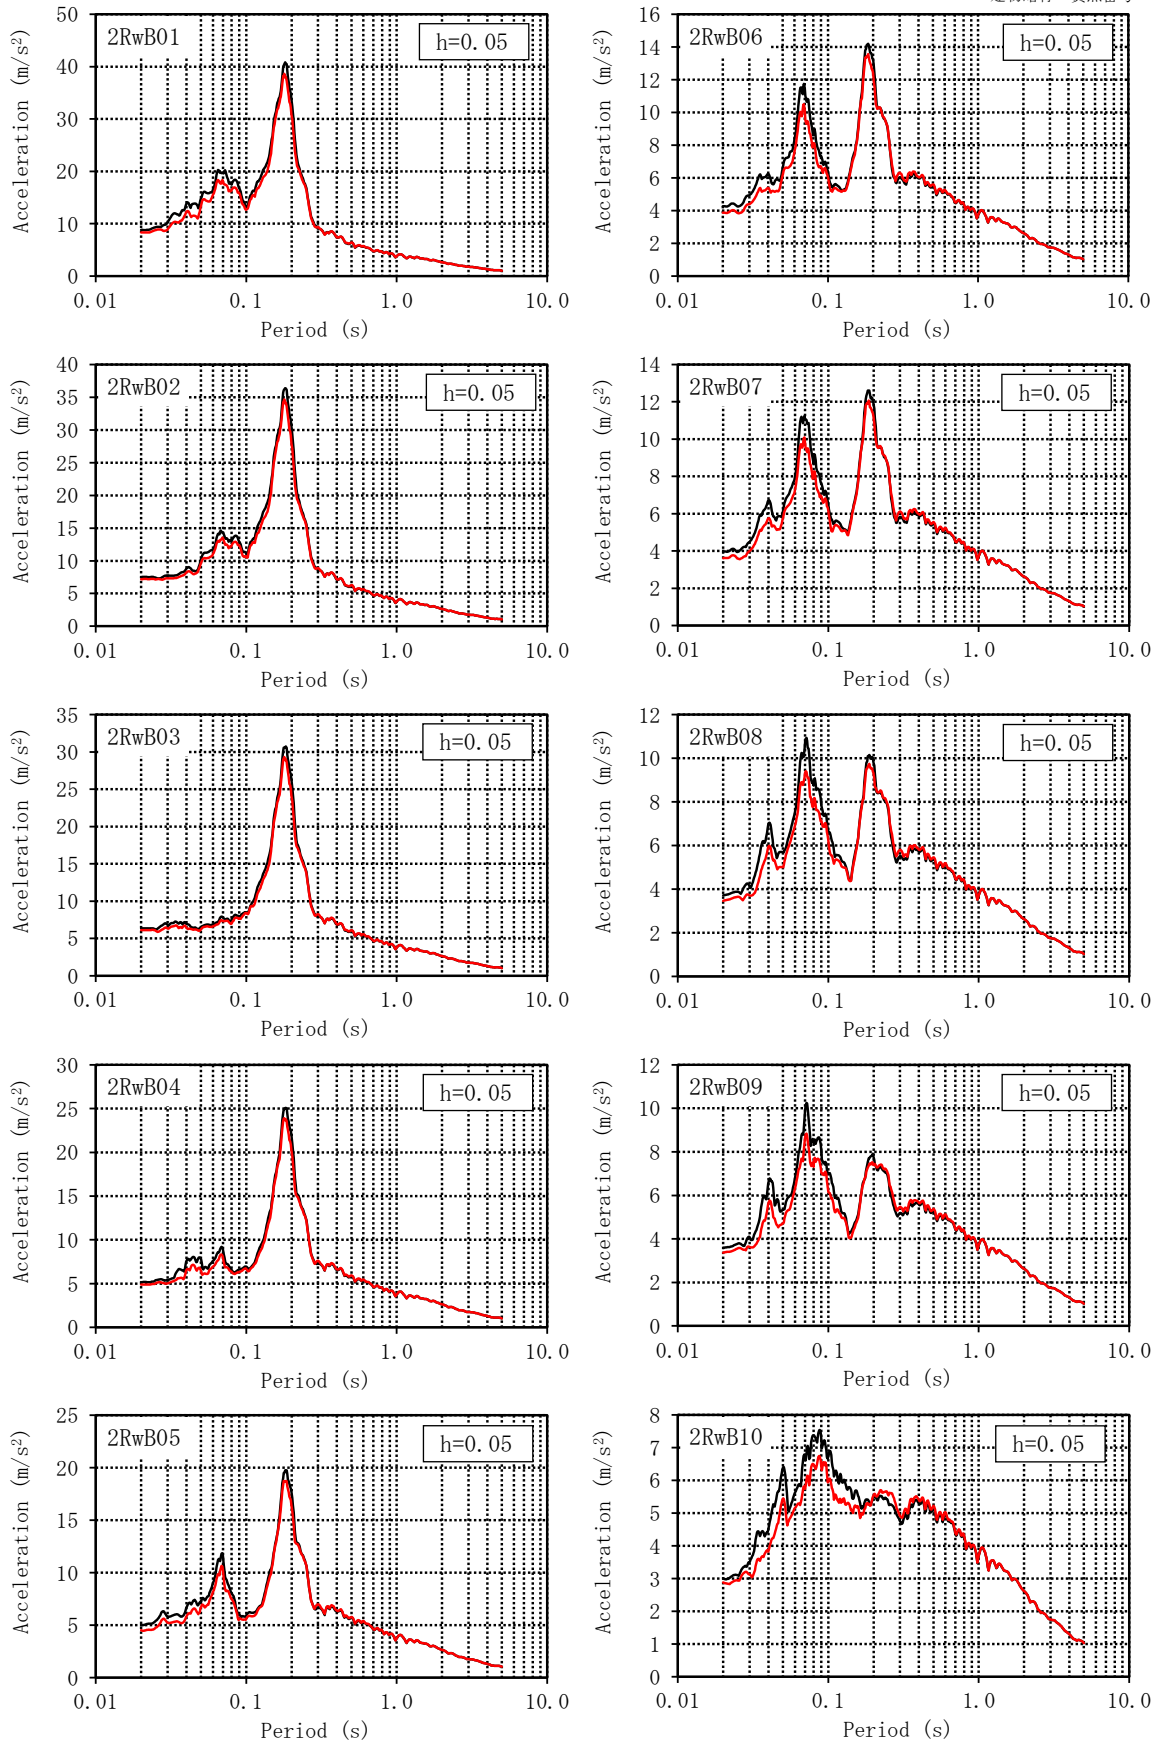 50
40
30
20
10
0
Acceleration (m/s²)
2RwB01
h=0.05
0.01 0.1 1.0 10.0
Period (s)
16
14
12
10
8
6
4
2
0
Acceleration (m/s²)
2RwB06
h=0.05
0.01 0.1 1.0 10.0
Period (s)
40
35
30
25
20
15
10
5
0
Acceleration (m/s²)
2RwB02
h=0.05
0.01 0.1 1.0 10.0
Period (s)
14
12
10
8
6
4
2
0
Acceleration (m/s²)
2RwB07
h=0.05
0.01 0.1 1.0 10.0
Period (s)
35
30
25
20
15
10
5
0
Acceleration (m/s²)
2RwB03
h=0.05
0.01 0.1 1.0 10.0
Period (s)
12
10
8
6
4
2
0
Acceleration (m/s²)
2RwB08
h=0.05
0.01 0.1 1.0 10.0
Period (s)
30
25
20
15
10
5
0
Acceleration (m/s²)
2RwB04
h=0.05
0.01 0.1 1.0 10.0
Period (s)
12
10
8
6
4
2
0
Acceleration (m/s²)
2RwB09
h=0.05
0.01 0.1 1.0 10.0
Period (s)
25
20
15
10
5
0
Acceleration (m/s²)
2RwB05
h=0.05
0.01 0.1 1.0 10.0
Period (s)
8
7
6
5
4
3
2
1
0
Acceleration (m/s²)
2RwB10
h=0.05
0.01 0.1 1.0 10.0
Period (s)